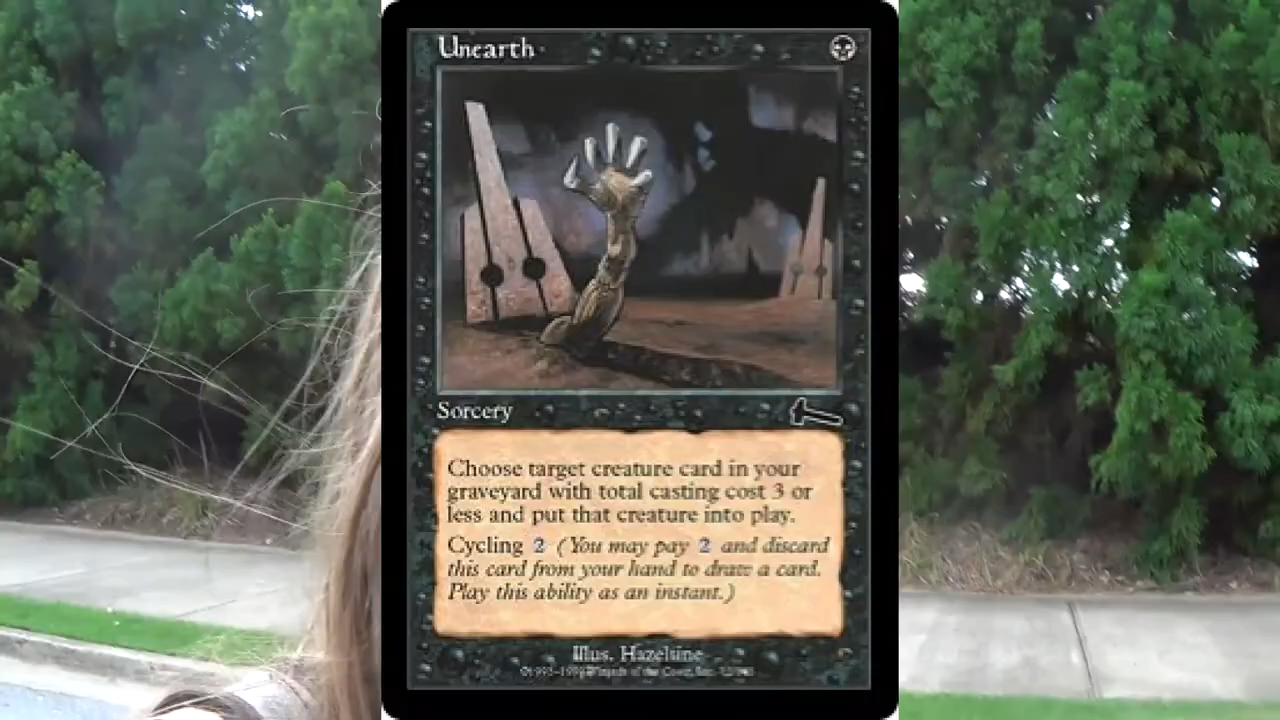 Unearth
Sorcery
Choose target creature card in your
graveyard with total casting cost 3 or
less and put that creature into play.
Cycling 2 (You may pay 2 and discard
this card from your hand to draw a card.
Play this ability as an instant.)
Illus. Hazelsine